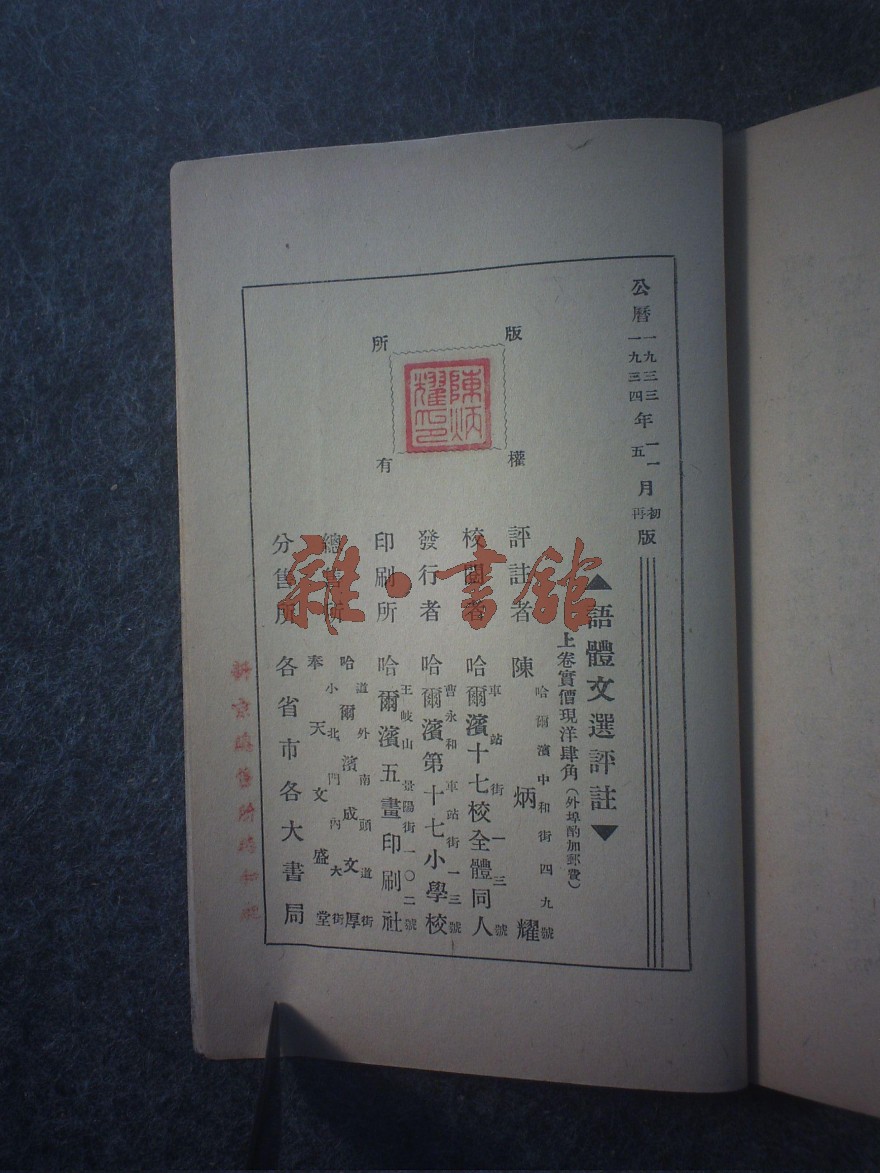 公曆一九三三年一一月初版
一九三四 五 再
▲語體文選評註▼
上卷實價現洋肆角（外埠酌加郵費）
版權所有
陳炳耀印
評註者 陳炳耀
哈爾濱中和街四九號
校閱者 哈爾濱十七校全體同人
車站街一三號
發行者 哈爾濱第十七小學校
曹永和 車站街一三號
印刷所 哈爾濱五畫印刷社
王岐山 景陽街一〇二號
總售所 哈爾濱成文厚
道外南頭道街
奉天文盛堂
小北門內大街
分售所 各省市各大書局
雜·書館